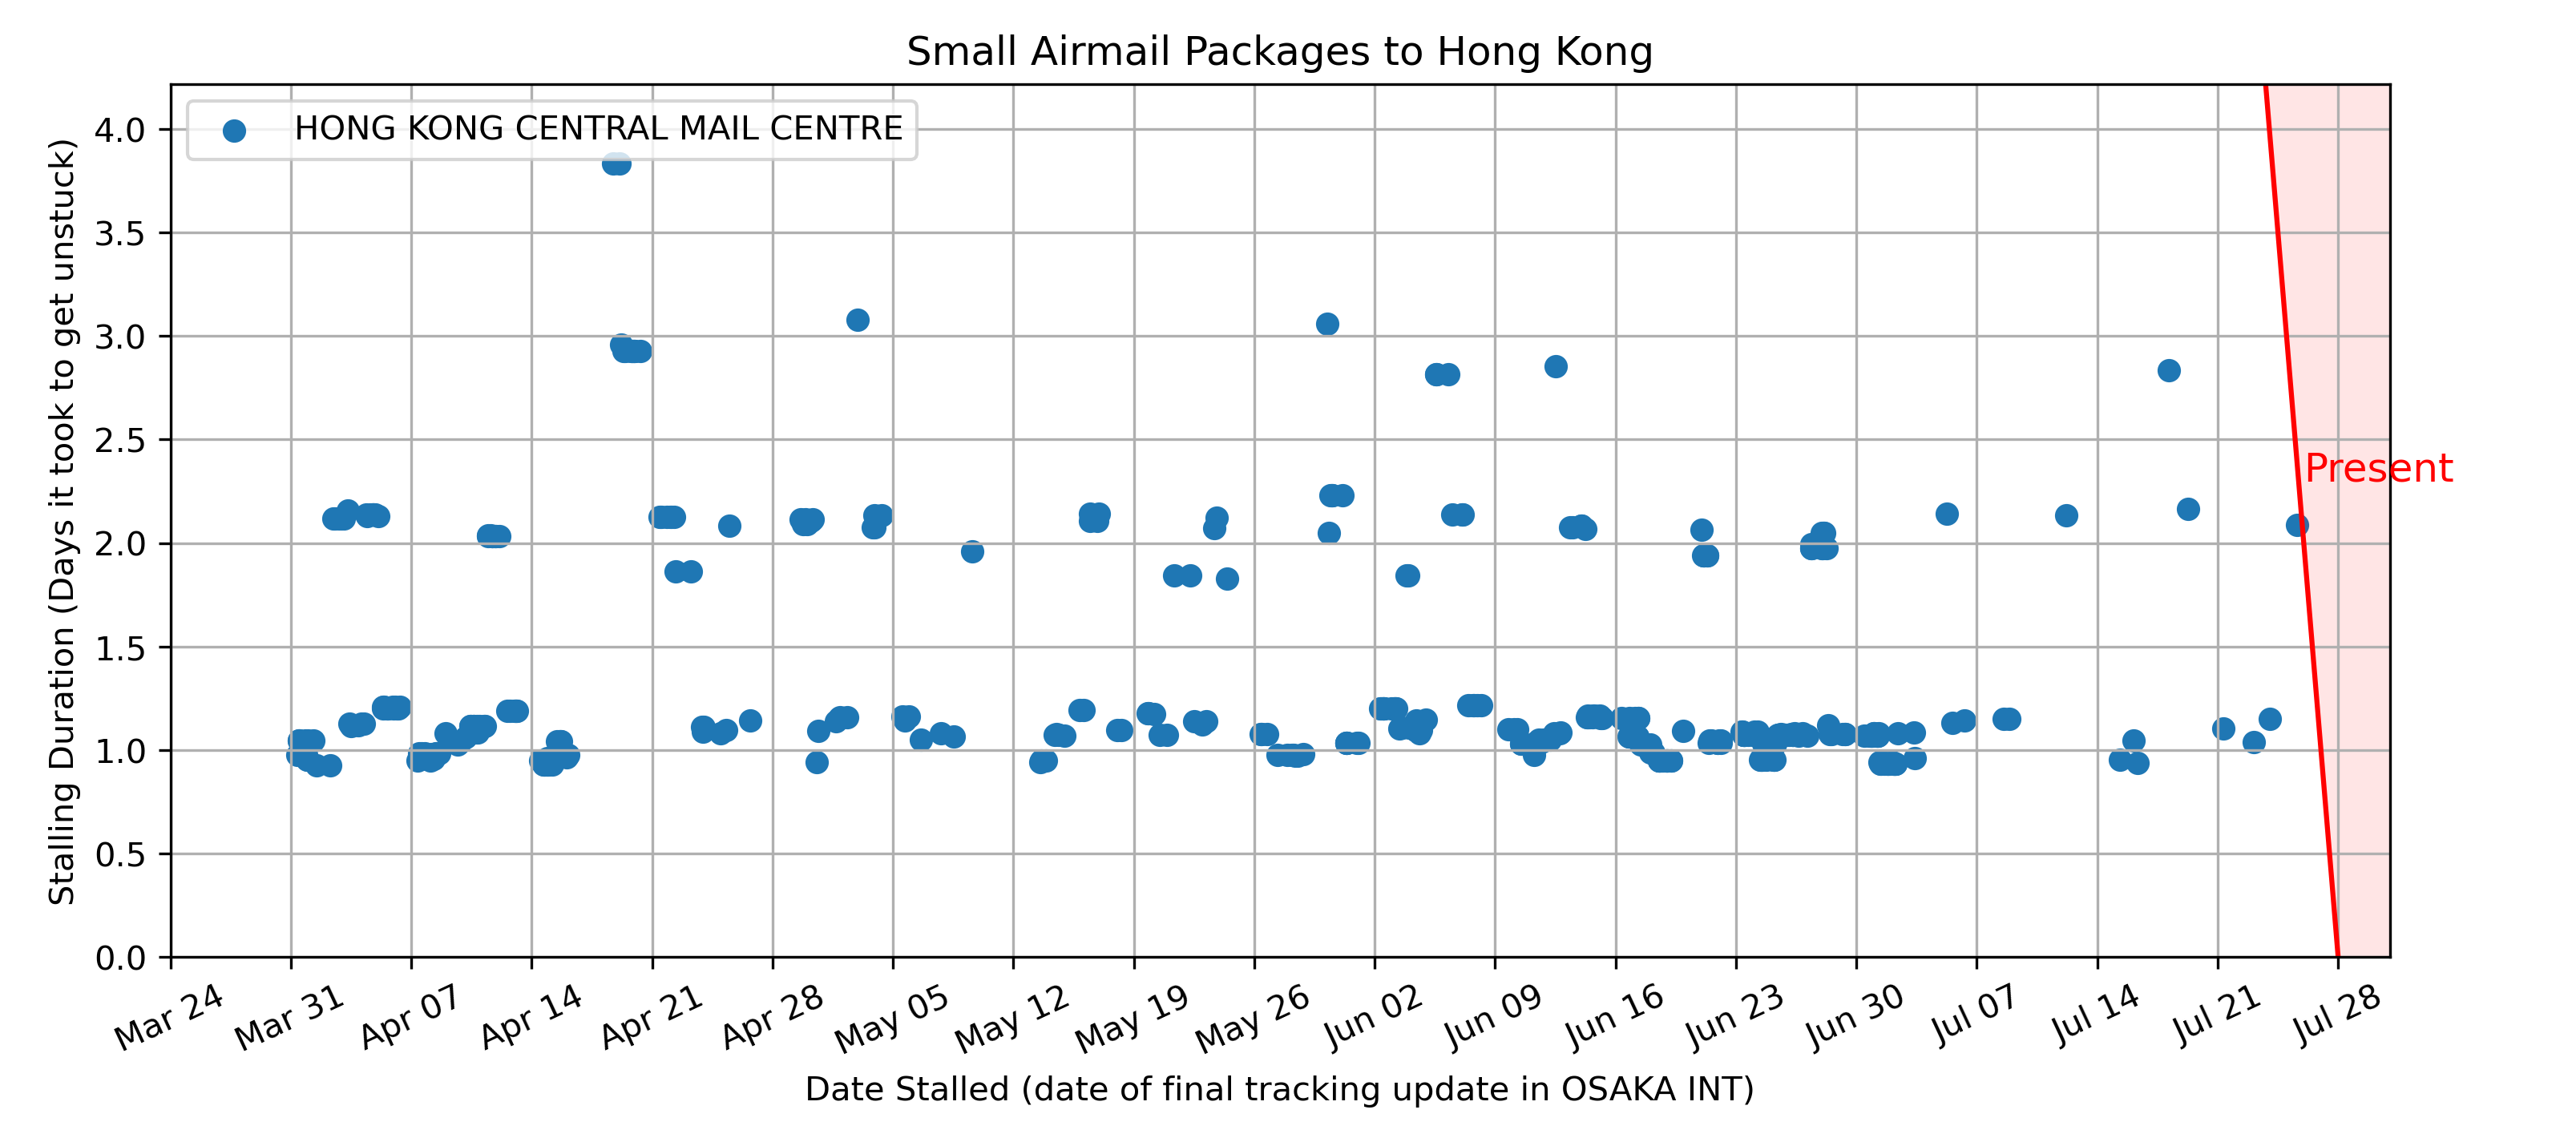 Small Airmail Packages to Hong Kong
HONG KONG CENTRAL MAIL CENTRE
Stalling Duration (Days it took to get unstuck)
4.0
3.5
3.0
2.5
2.0
1.5
1.0
0.5
0.0
Present
Mar 24
Mar 31
Apr 07
Apr 14
Apr 21
Apr 28
May 05
May 12
May 19
May 26
Jun 02
Jun 09
Jun 16
Jun 23
Jun 30
Jul 07
Jul 14
Jul 21
Jul 28
Date Stalled (date of final tracking update in OSAKA INT)